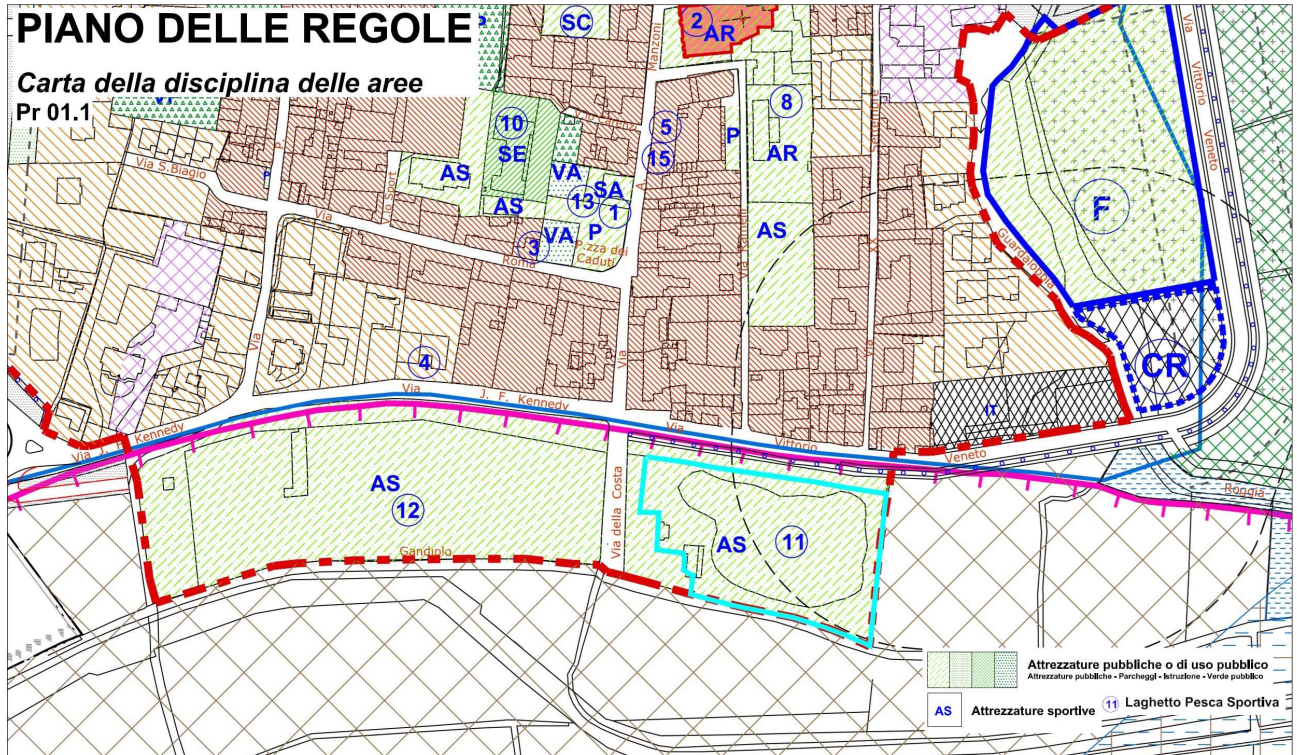 PIANO DELLE REGOLE
Carta della disciplina delle aree
Pr 01.1
SC
2
AR
Manzoni
Via
Vittorio
Veneto
10
SE
AS
AS
VA
SA
13
1
VA
P
P.zza dei
Caduti
3
5
15
A.
P
8
AR
AS
Via S.Biagio
Via
Roma
Via
Via
4
F
Guargaloppia
CR
IT
Via
J. F. Kennedy
Via
Vittorio
Veneto
Roggia
AS
12
Gandiolo
Via della Costa
AS
11
Attrezzature pubbliche o di uso pubblico
Attrezzature pubbliche - Parcheggi - Istruzione - Verde pubblico
AS
Attrezzature sportive
11
Laghetto Pesca Sportiva